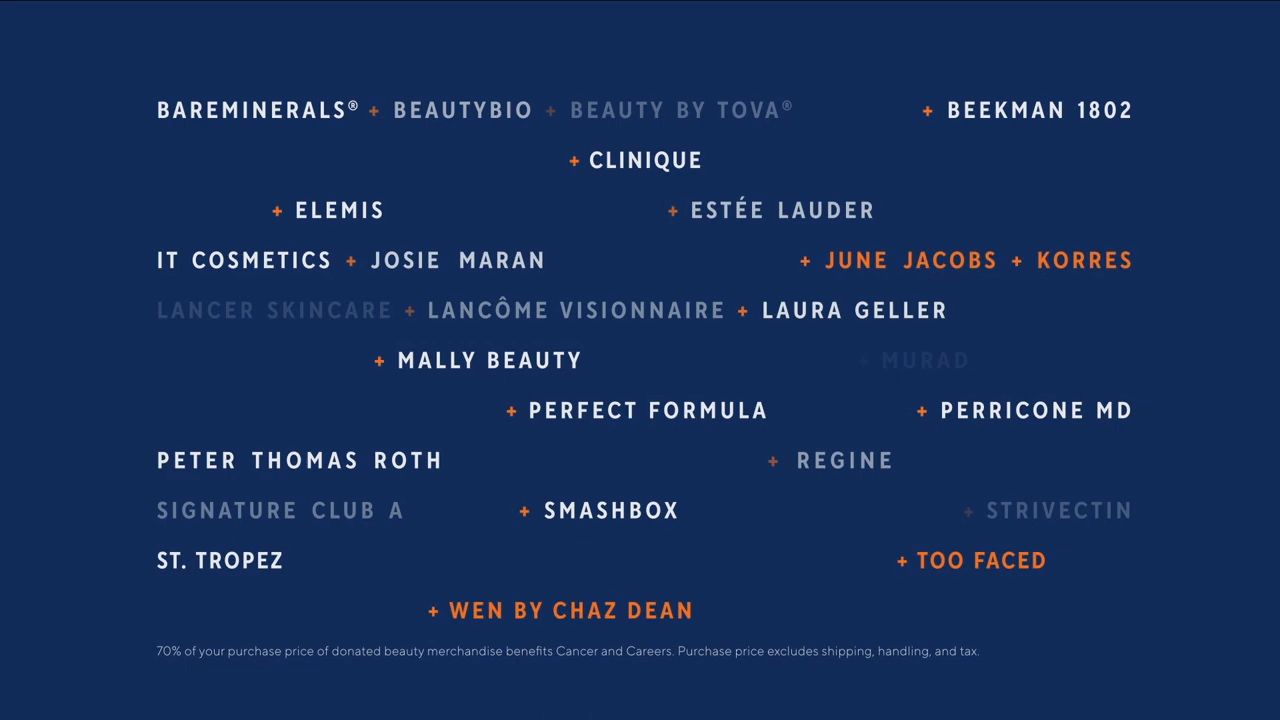 BAREMINERALS® + BEAUTYBIO + BEAUTY BY TOVA® + BEEKMAN 1802
+ CLINIQUE
+ ELEMIS + ESTÉE LAUDER
IT COSMETICS + JOSIE MARAN + JUNE JACOBS + KORRES
LANCER SKINCARE + LANCÔME VISIONNAIRE + LAURA GELLER
+ MALLY BEAUTY + MURAD
+ PERFECT FORMULA + PERRICONE MD
PETER THOMAS ROTH + REGINE
SIGNATURE CLUB A + SMASHBOX + STRIVECTIN
ST. TROPEZ + TOO FACED
+ WEN BY CHAZ DEAN
70% of your purchase price of donated beauty merchandise benefits Cancer and Careers. Purchase price excludes shipping, handling, and tax.